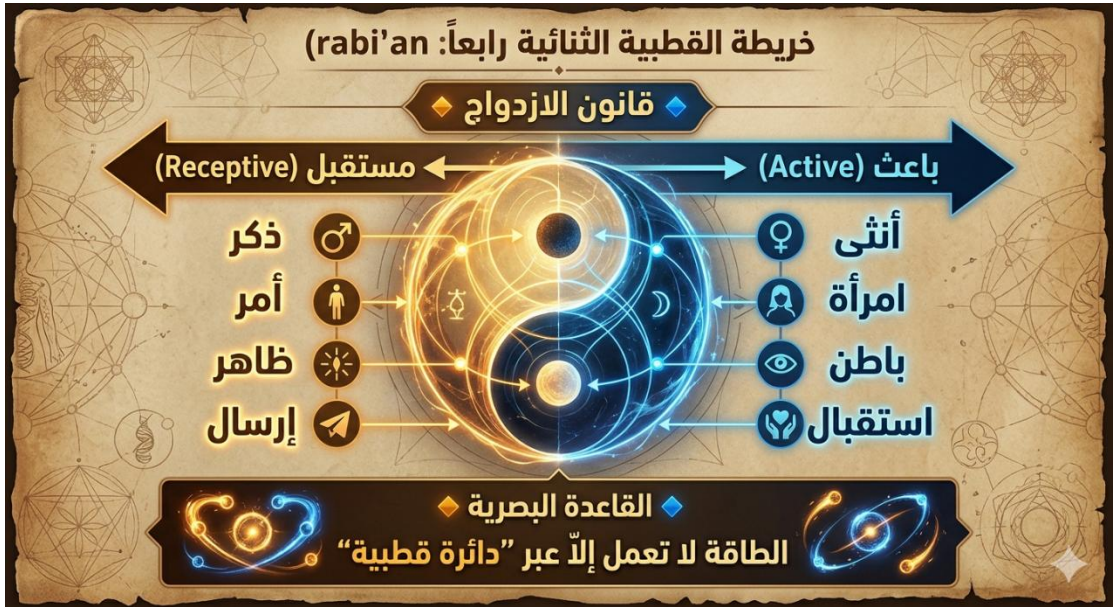 خريطة القطبية الثنائية رابعاً: rabi'an)
قانون الازدواج
باعث (Active)
مستقبل (Receptive)
أنثى
ذكر
امرأة
أمر
باطن
ظاهر
استقبال
إرسال
القاعدة البصرية
الطاقة لا تعمل إلاّ عبر ”دائرة قطبية“